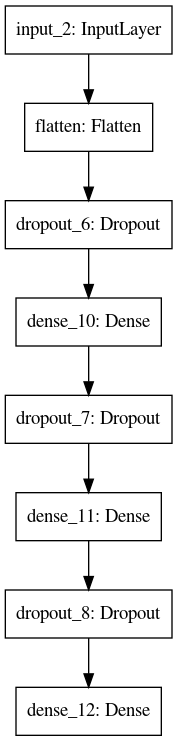 input_2: InputLayer
flatten: Flatten
dropout_6: Dropout
dense_10: Dense
dropout_7: Dropout
dense_11: Dense
dropout_8: Dropout
dense_12: Dense